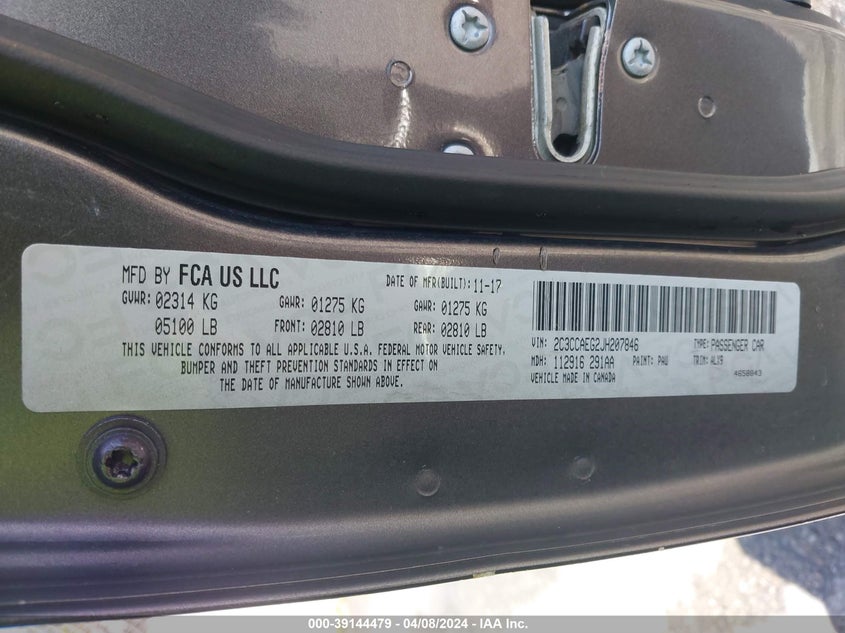 MFD BY FCA US LLC DATE OF MFR(BUILT): 11-17
GVWR: 02314 KG GAWR: 01275 KG GAWR: 01275 KG
05100 LB FRONT: 02810 LB REAR: 02810 LB
THIS VEHICLE CONFORMS TO ALL APPLICABLE U.S.A. FEDERAL MOTOR VEHICLE SAFETY,
BUMPER AND THEFT PREVENTION STANDARDS IN EFFECT ON
THE DATE OF MANUFACTURE SHOWN ABOVE.
VIN: 2C3CCAEG2JH207846 TYPE: PASSENGER CAR
MDH: 112916 291AA PAINT: PAU TRIM: ALX9
VEHICLE MADE IN CANADA 4650043
000-39144479 - 04/08/2024 - IAA Inc.